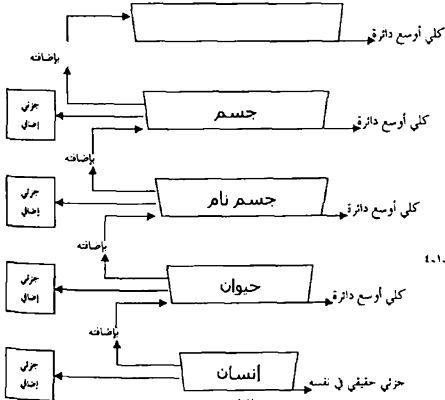 كلي أوسع دائرة
بإضافته
جزئي إضافي
جسم
كلي أوسع دائرة
بإضافته
جزئي إضافي
جسم نام
كلي أوسع دائرة
بإضافته
٤٠١٠
جزئي إضافي
حيوان
كلي أوسع دائرة
بإضافته
جزئي إضافي
إنسان
جزئي حقيقي في نفسه